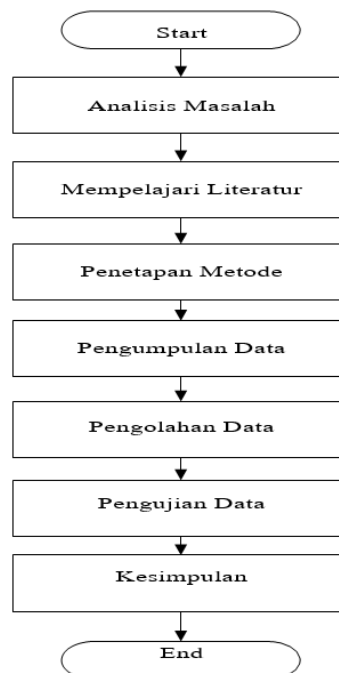 Start
Analisis Masalah
Mempelajari Literatur
Penetapan Metode
Pengumpulan Data
Pengolahan Data
Pengujian Data
Kesimpulan
End